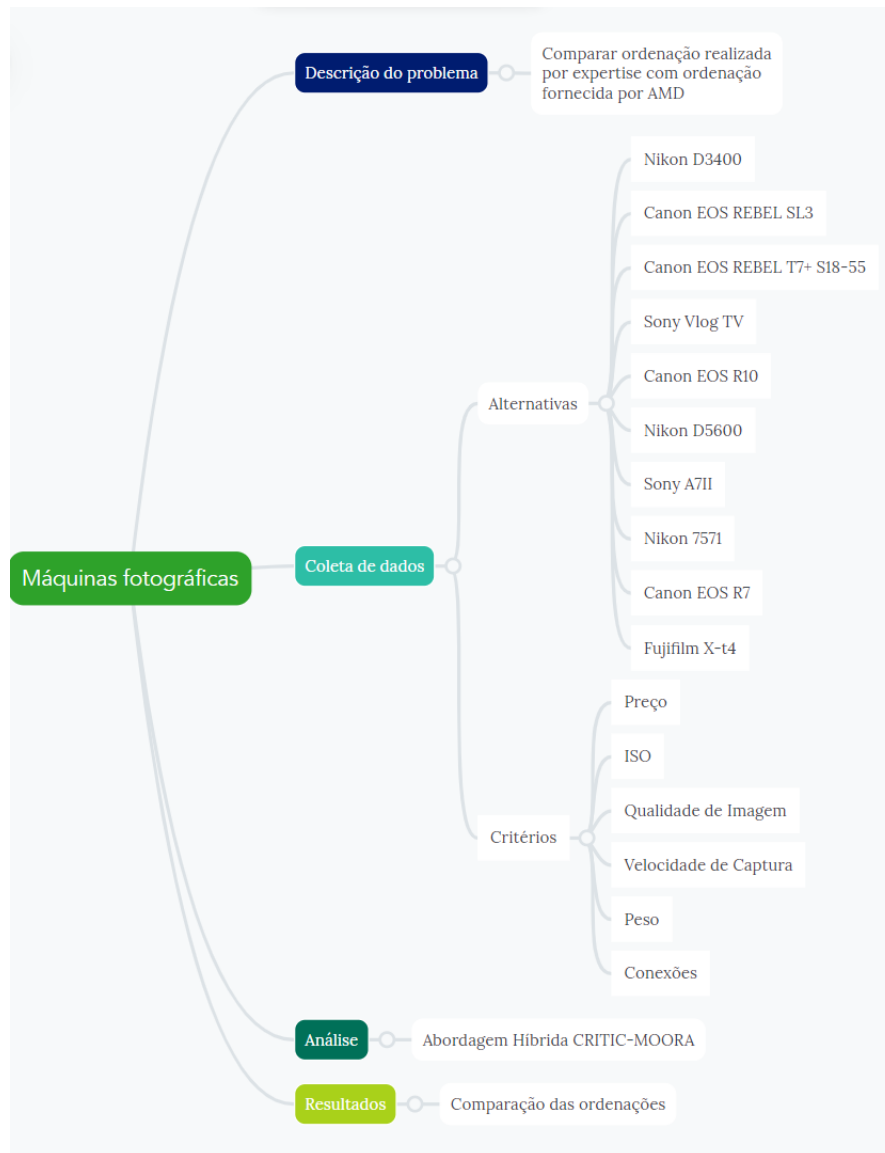 Descrição do problema
Comparar ordenação realizada
por expertise com ordenação
fornecida por AMD
Nikon D3400
Canon EOS REBEL SL3
Canon EOS REBEL T7+ S18-55
Sony Vlog TV
Canon EOS R10
Alternativas
Nikon D5600
Sony A7II
Nikon 7571
Máquinas fotográficas
Coleta de dados
Canon EOS R7
Fujifilm X-t4
Preço
ISO
Qualidade de Imagem
Critérios
Velocidade de Captura
Peso
Conexões
Análise
Abordagem Híbrida CRITIC-MOORA
Resultados
Comparação das ordenações